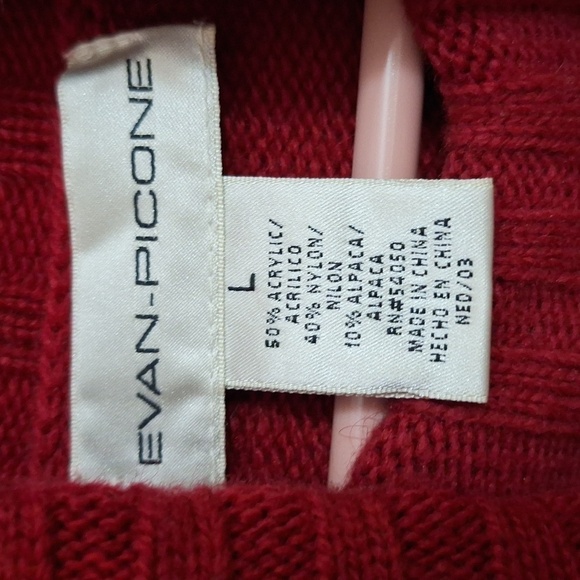 EVAN-PICONE
L
50% ACRYLIC/
ACRILICO
40% NYLON/
NILON
10% ALPACA/
ALPACA
RN#54050
MADE IN CHINA
HECHO EN CHINA
NED/03